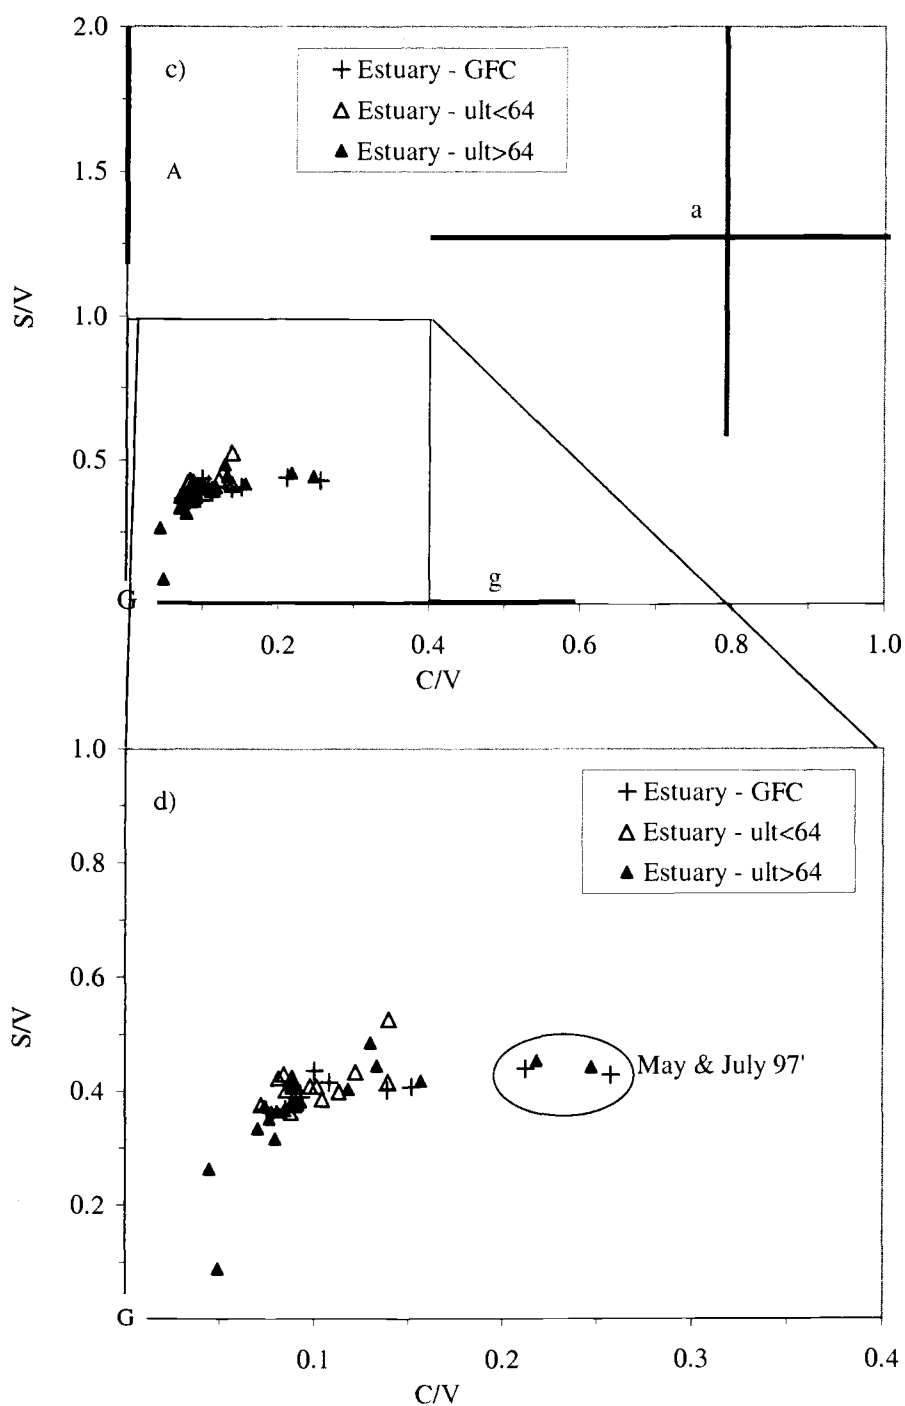 2.0
c)
+ Estuary - GFC
△ Estuary - ult<64
▲ Estuary - ult>64
1.5
A
a
S/V
1.0
0.5
g
G
0.2
0.4
0.6
0.8
1.0
C/V
1.0
d)
+ Estuary - GFC
△ Estuary - ult<64
▲ Estuary - ult>64
0.8
0.6
S/V
May & July 97'
0.4
0.2
G
0.1
0.2
0.3
0.4
C/V